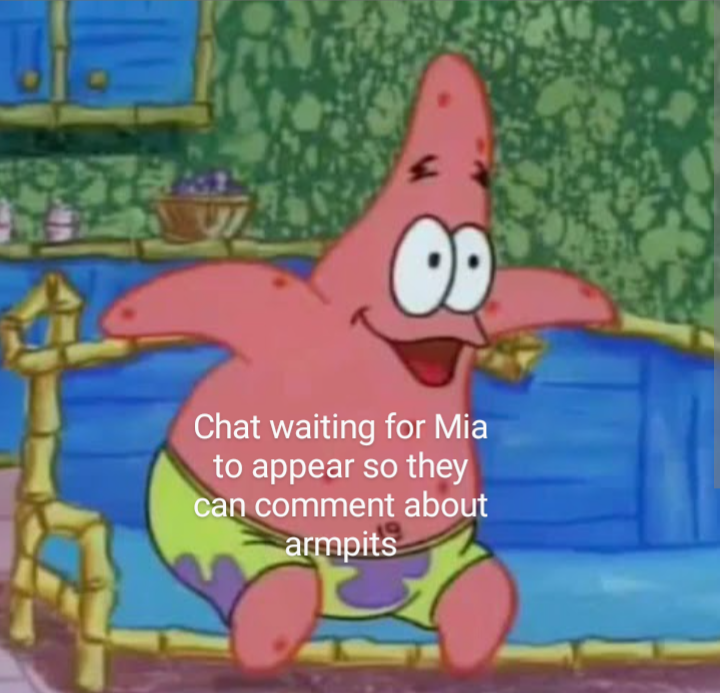 Chat waiting for Mia
to appear so they
can comment about
armpits